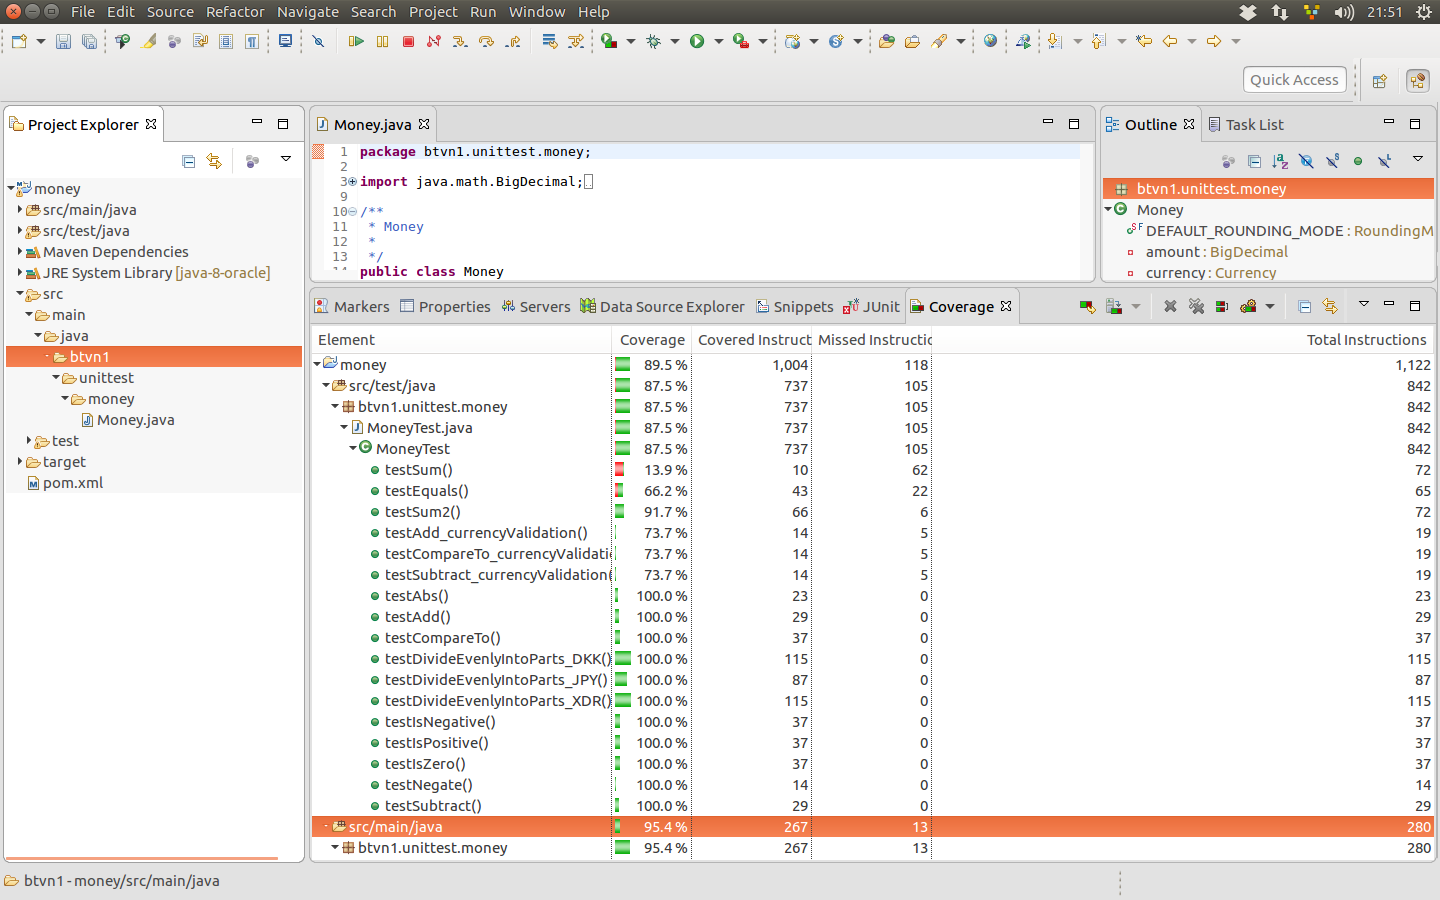 File Edit Source Refactor Navigate Search Project Run Window Help 21:51
Quick Access
Project Explorer
money
src/main/java
src/test/java
Maven Dependencies
JRE System Library [java-8-oracle]
src
main
java
btvn1
unittest
money
Money.java
test
target
pom.xml
Money.java
1 package btvn1.unittest.money;
2
3 import java.math.BigDecimal;
9
10 /**
11 * Money
12 *
13 */
14 public class Money
Outline Task List
btvn1.unittest.money
Money
DEFAULT_ROUNDING_MODE : RoundingM
amount : BigDecimal
currency : Currency
Markers Properties Servers Data Source Explorer Snippets JUnit Coverage
Element Coverage Covered Instruct Missed Instructio Total Instructions
money 89.5 % 1,004 118 1,122
src/test/java 87.5 % 737 105 842
btvn1.unittest.money 87.5 % 737 105 842
MoneyTest.java 87.5 % 737 105 842
MoneyTest 87.5 % 737 105 842
testSum() 13.9 % 10 62 72
testEquals() 66.2 % 43 22 65
testSum2() 91.7 % 66 6 72
testAdd_currencyValidation() 73.7 % 14 5 19
testCompareTo_currencyValidati 73.7 % 14 5 19
testSubtract_currencyValidation( 73.7 % 14 5 19
testAbs() 100.0 % 23 0 23
testAdd() 100.0 % 29 0 29
testCompareTo() 100.0 % 37 0 37
testDivideEvenlyIntoParts_DKK() 100.0 % 115 0 115
testDivideEvenlyIntoParts_JPY() 100.0 % 87 0 87
testDivideEvenlyIntoParts_XDR() 100.0 % 115 0 115
testIsNegative() 100.0 % 37 0 37
testIsPositive() 100.0 % 37 0 37
testIsZero() 100.0 % 37 0 37
testNegate() 100.0 % 14 0 14
testSubtract() 100.0 % 29 0 29
src/main/java 95.4 % 267 13 280
btvn1.unittest.money 95.4 % 267 13 280
btvn1 - money/src/main/java